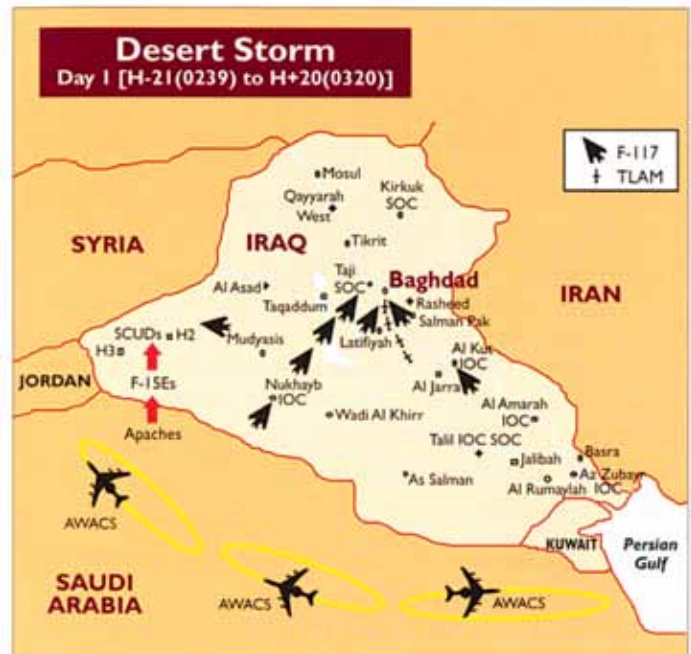 Desert Storm
Day 1 [H-21(0239) to H+20(0320)]
F-117
TLAM
Mosul
Qayyarah
West
Kirkuk
SOC
SYRIA
IRAQ
Tikrit
Taji
SOC
Baghdad
Al Asad
Taqaddum
Rasheed
Salman Pak
IRAN
SCUDs
H2
H3
Mudyasis
Latifiyah
Al Kut
IOC
JORDAN
F-15Es
Nukhayb
IOC
Al Jarra
Apaches
Wadi Al Khirr
Al Amarah
IOC
Talil IOC SOC
Jalibah
Basra
As Salman
Az Zubayr
IOC
Al Rumaylah
AWACS
KUWAIT
Persian
Gulf
SAUDI
ARABIA
AWACS
AWACS